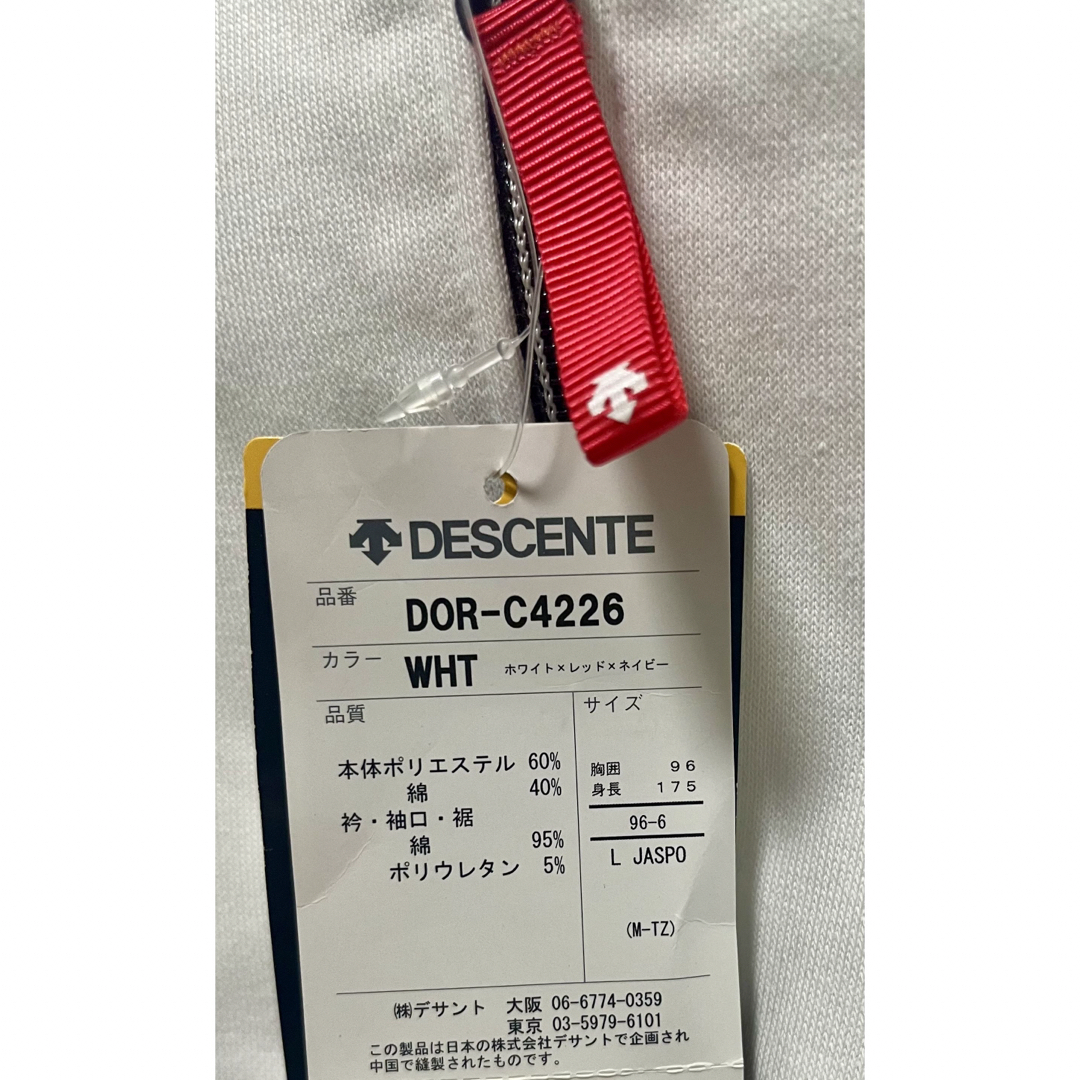 DESCENTE
品番
DOR-C4226
カラー WHT ホワイト×レッド×ネイビー
品質
サイズ
本体ポリエステル 60%
綿 40%
衿・袖口・裾
綿 95%
ポリウレタン 5%
胸囲 96
身長 175
96-6
L JASPO
(M-TZ)
㈱デサント 大阪 06-6774-0359
東京 03-5979-6101
この製品は日本の株式会社デサントで企画され
中国で縫製されたものです。